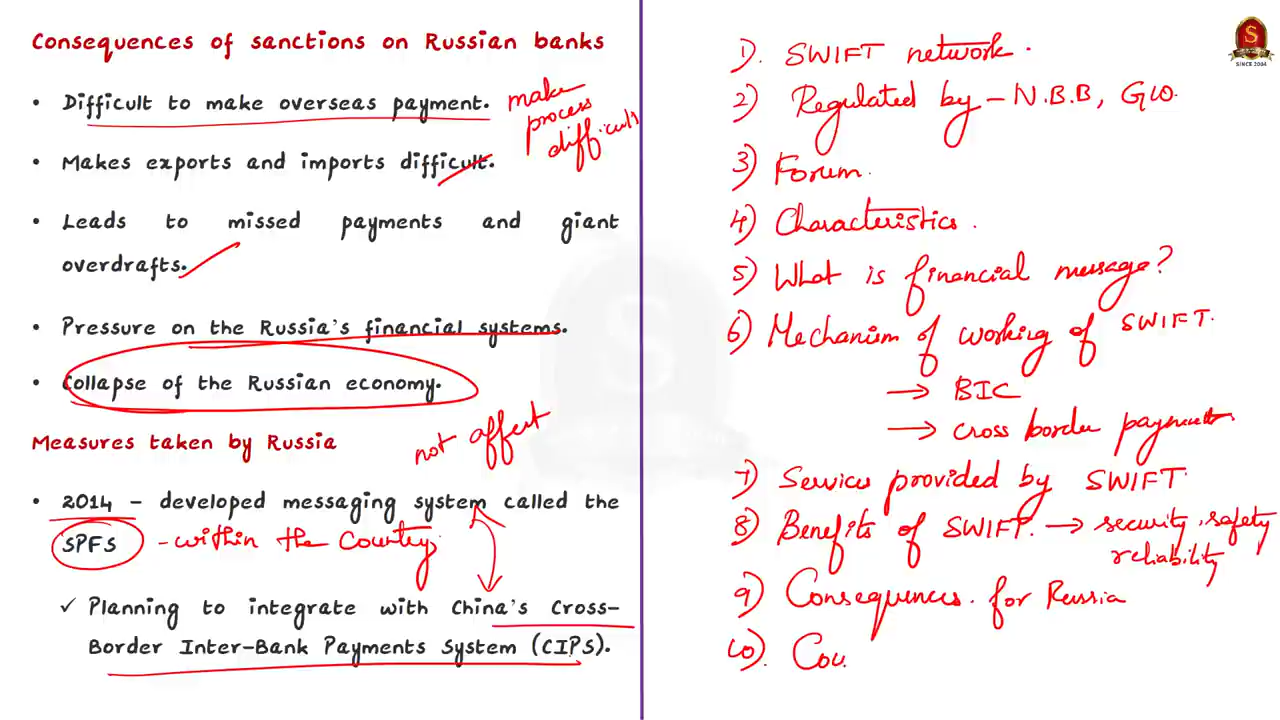 Consequences of sanctions on Russian banks
• Difficult to make overseas payment.
make
process
difficult
• Makes exports and imports difficult.
• Leads to missed payments and giant
overdrafts.
• Pressure on the Russia's financial systems.
• Collapse of the Russian economy.
not affect
Measures taken by Russia
• 2014 – developed messaging system called the
SPFS - within the Country
✓ Planning to integrate with China's Cross-
Border Inter-Bank Payments System (CIPS).
1). SWIFT network.
2) Regulated by - N.B.B, G10.
3) Forum.
4) Characteristics.
5) What is financial message?
6) Mechanism of working of SWIFT.
→ BIC
→ cross border payments.
7) Services provided by SWIFT.
8) Benefits of SWIFT. → security, safety
reliability
9) Consequences. for Russia
10). Cou
S
SINCE 2004